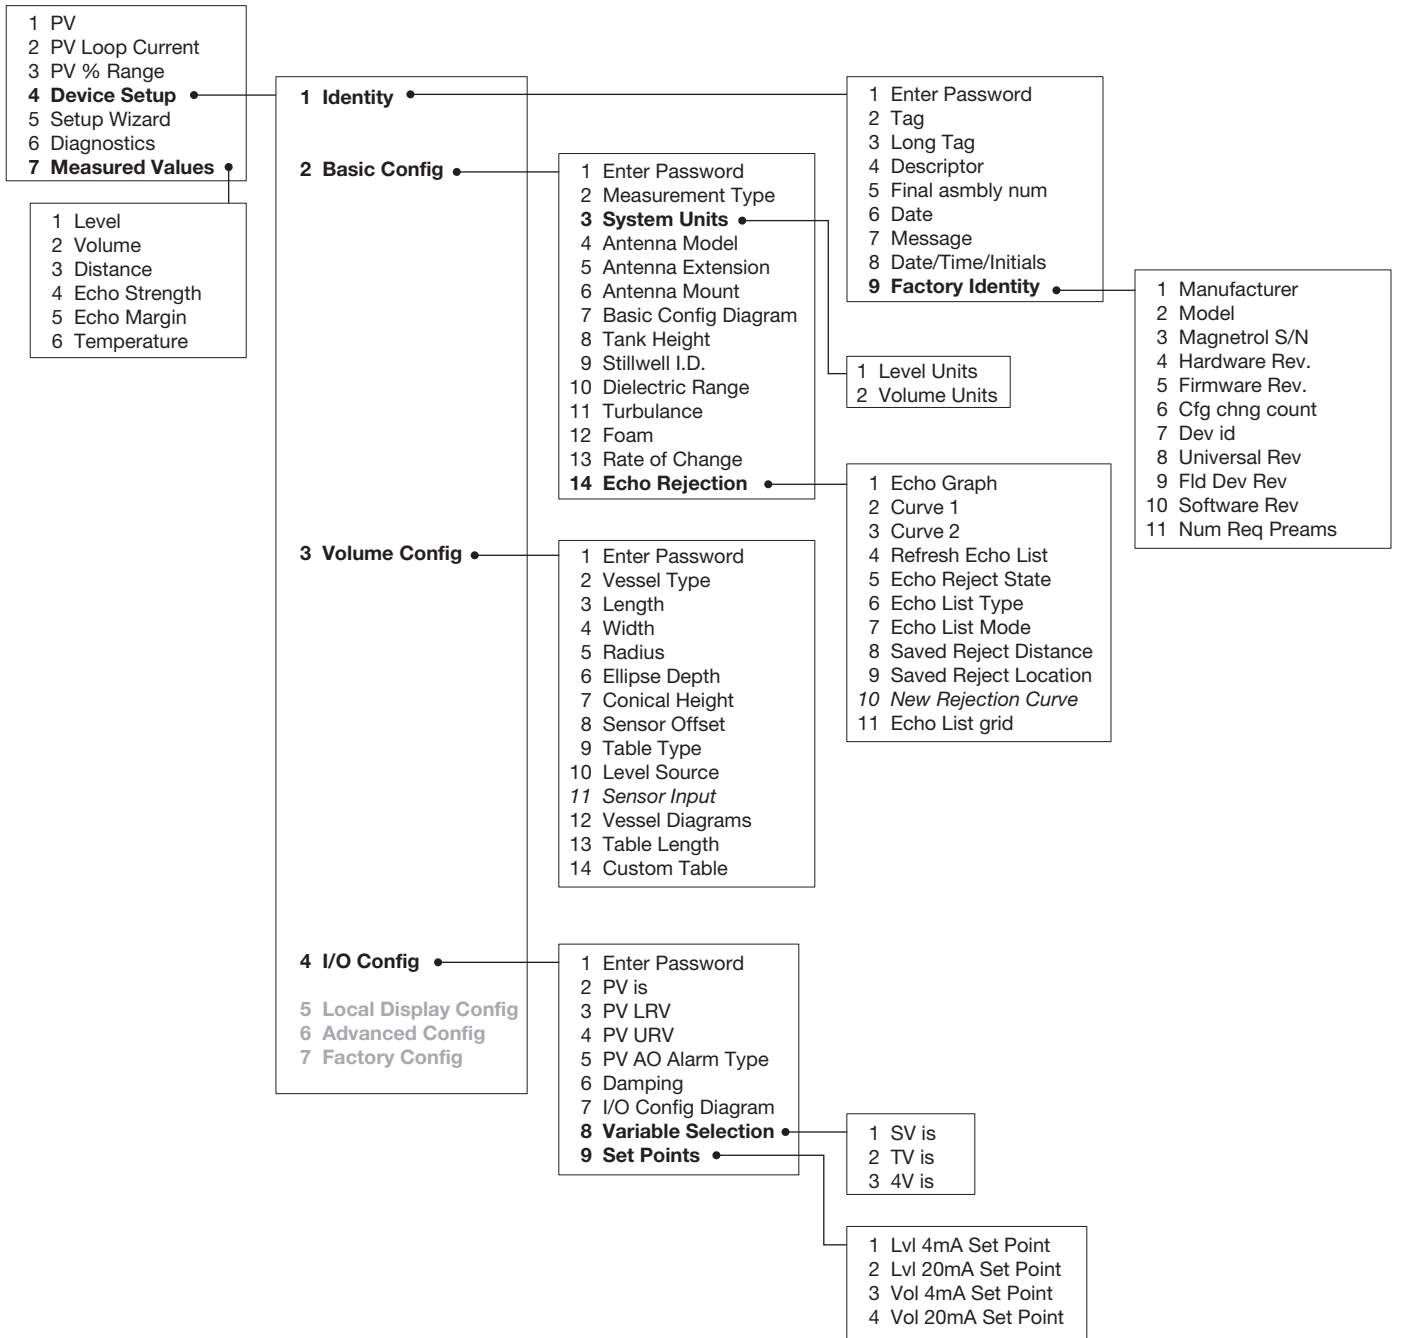 1 PV
2 PV Loop Current
3 PV % Range
4 Device Setup
5 Setup Wizard
6 Diagnostics
7 Measured Values
1 Level
2 Volume
3 Distance
4 Echo Strength
5 Echo Margin
6 Temperature
1 Identity
2 Basic Config
3 Volume Config
4 I/O Config
5 Local Display Config
6 Advanced Config
7 Factory Config
1 Enter Password
2 Tag
3 Long Tag
4 Descriptor
5 Final asmbly num
6 Date
7 Message
8 Date/Time/Initials
9 Factory Identity
1 Manufacturer
2 Model
3 Magnetrol S/N
4 Hardware Rev.
5 Firmware Rev.
6 Cfg chng count
7 Dev id
8 Universal Rev
9 Fld Dev Rev
10 Software Rev
11 Num Req Preams
1 Enter Password
2 Measurement Type
3 System Units
4 Antenna Model
5 Antenna Extension
6 Antenna Mount
7 Basic Config Diagram
8 Tank Height
9 Stillwell I.D.
10 Dielectric Range
11 Turbulance
12 Foam
13 Rate of Change
14 Echo Rejection
1 Level Units
2 Volume Units
1 Echo Graph
2 Curve 1
3 Curve 2
4 Refresh Echo List
5 Echo Reject State
6 Echo List Type
7 Echo List Mode
8 Saved Reject Distance
9 Saved Reject Location
10 New Rejection Curve
11 Echo List grid
1 Enter Password
2 Vessel Type
3 Length
4 Width
5 Radius
6 Ellipse Depth
7 Conical Height
8 Sensor Offset
9 Table Type
10 Level Source
11 Sensor Input
12 Vessel Diagrams
13 Table Length
14 Custom Table
1 Enter Password
2 PV is
3 PV LRV
4 PV URV
5 PV AO Alarm Type
6 Damping
7 I/O Config Diagram
8 Variable Selection
9 Set Points
1 SV is
2 TV is
3 4V is
1 Lvl 4mA Set Point
2 Lvl 20mA Set Point
3 Vol 4mA Set Point
4 Vol 20mA Set Point